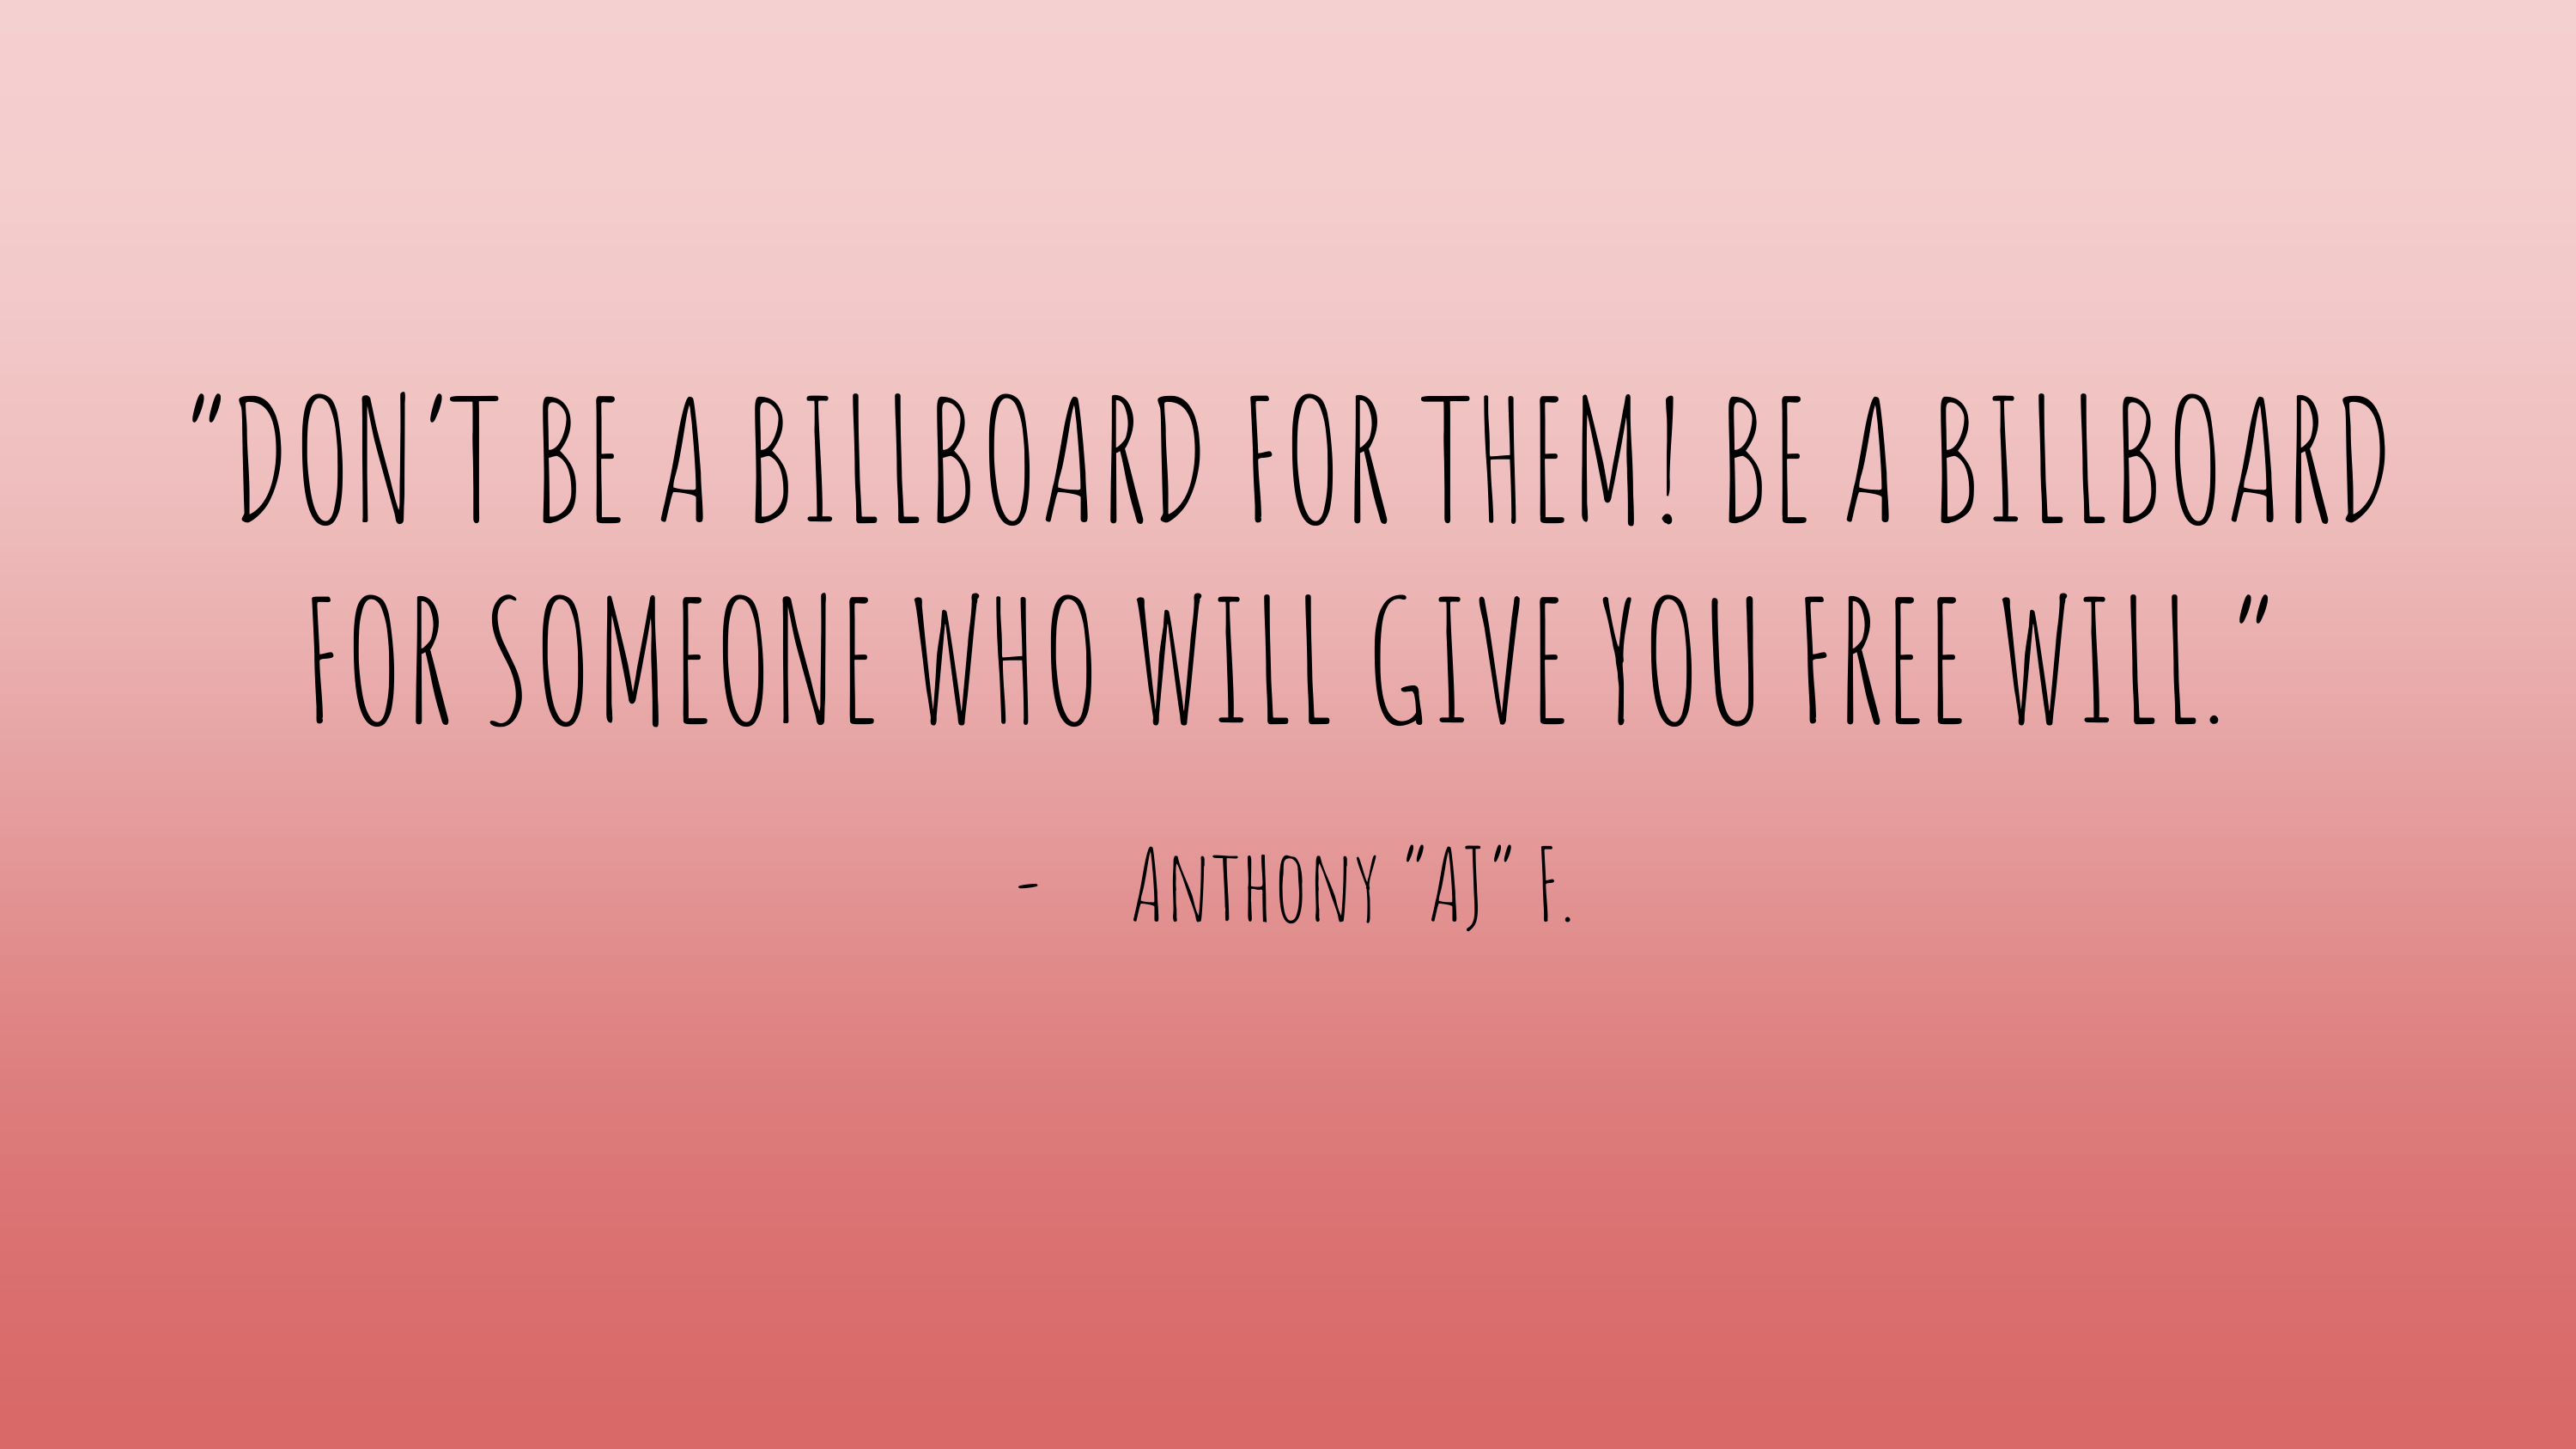 "DON'T BE A BILLBOARD FOR THEM! BE A BILLBOARD
FOR SOMEONE WHO WILL GIVE YOU FREE WILL."
- ANTHONY "AJ" F.